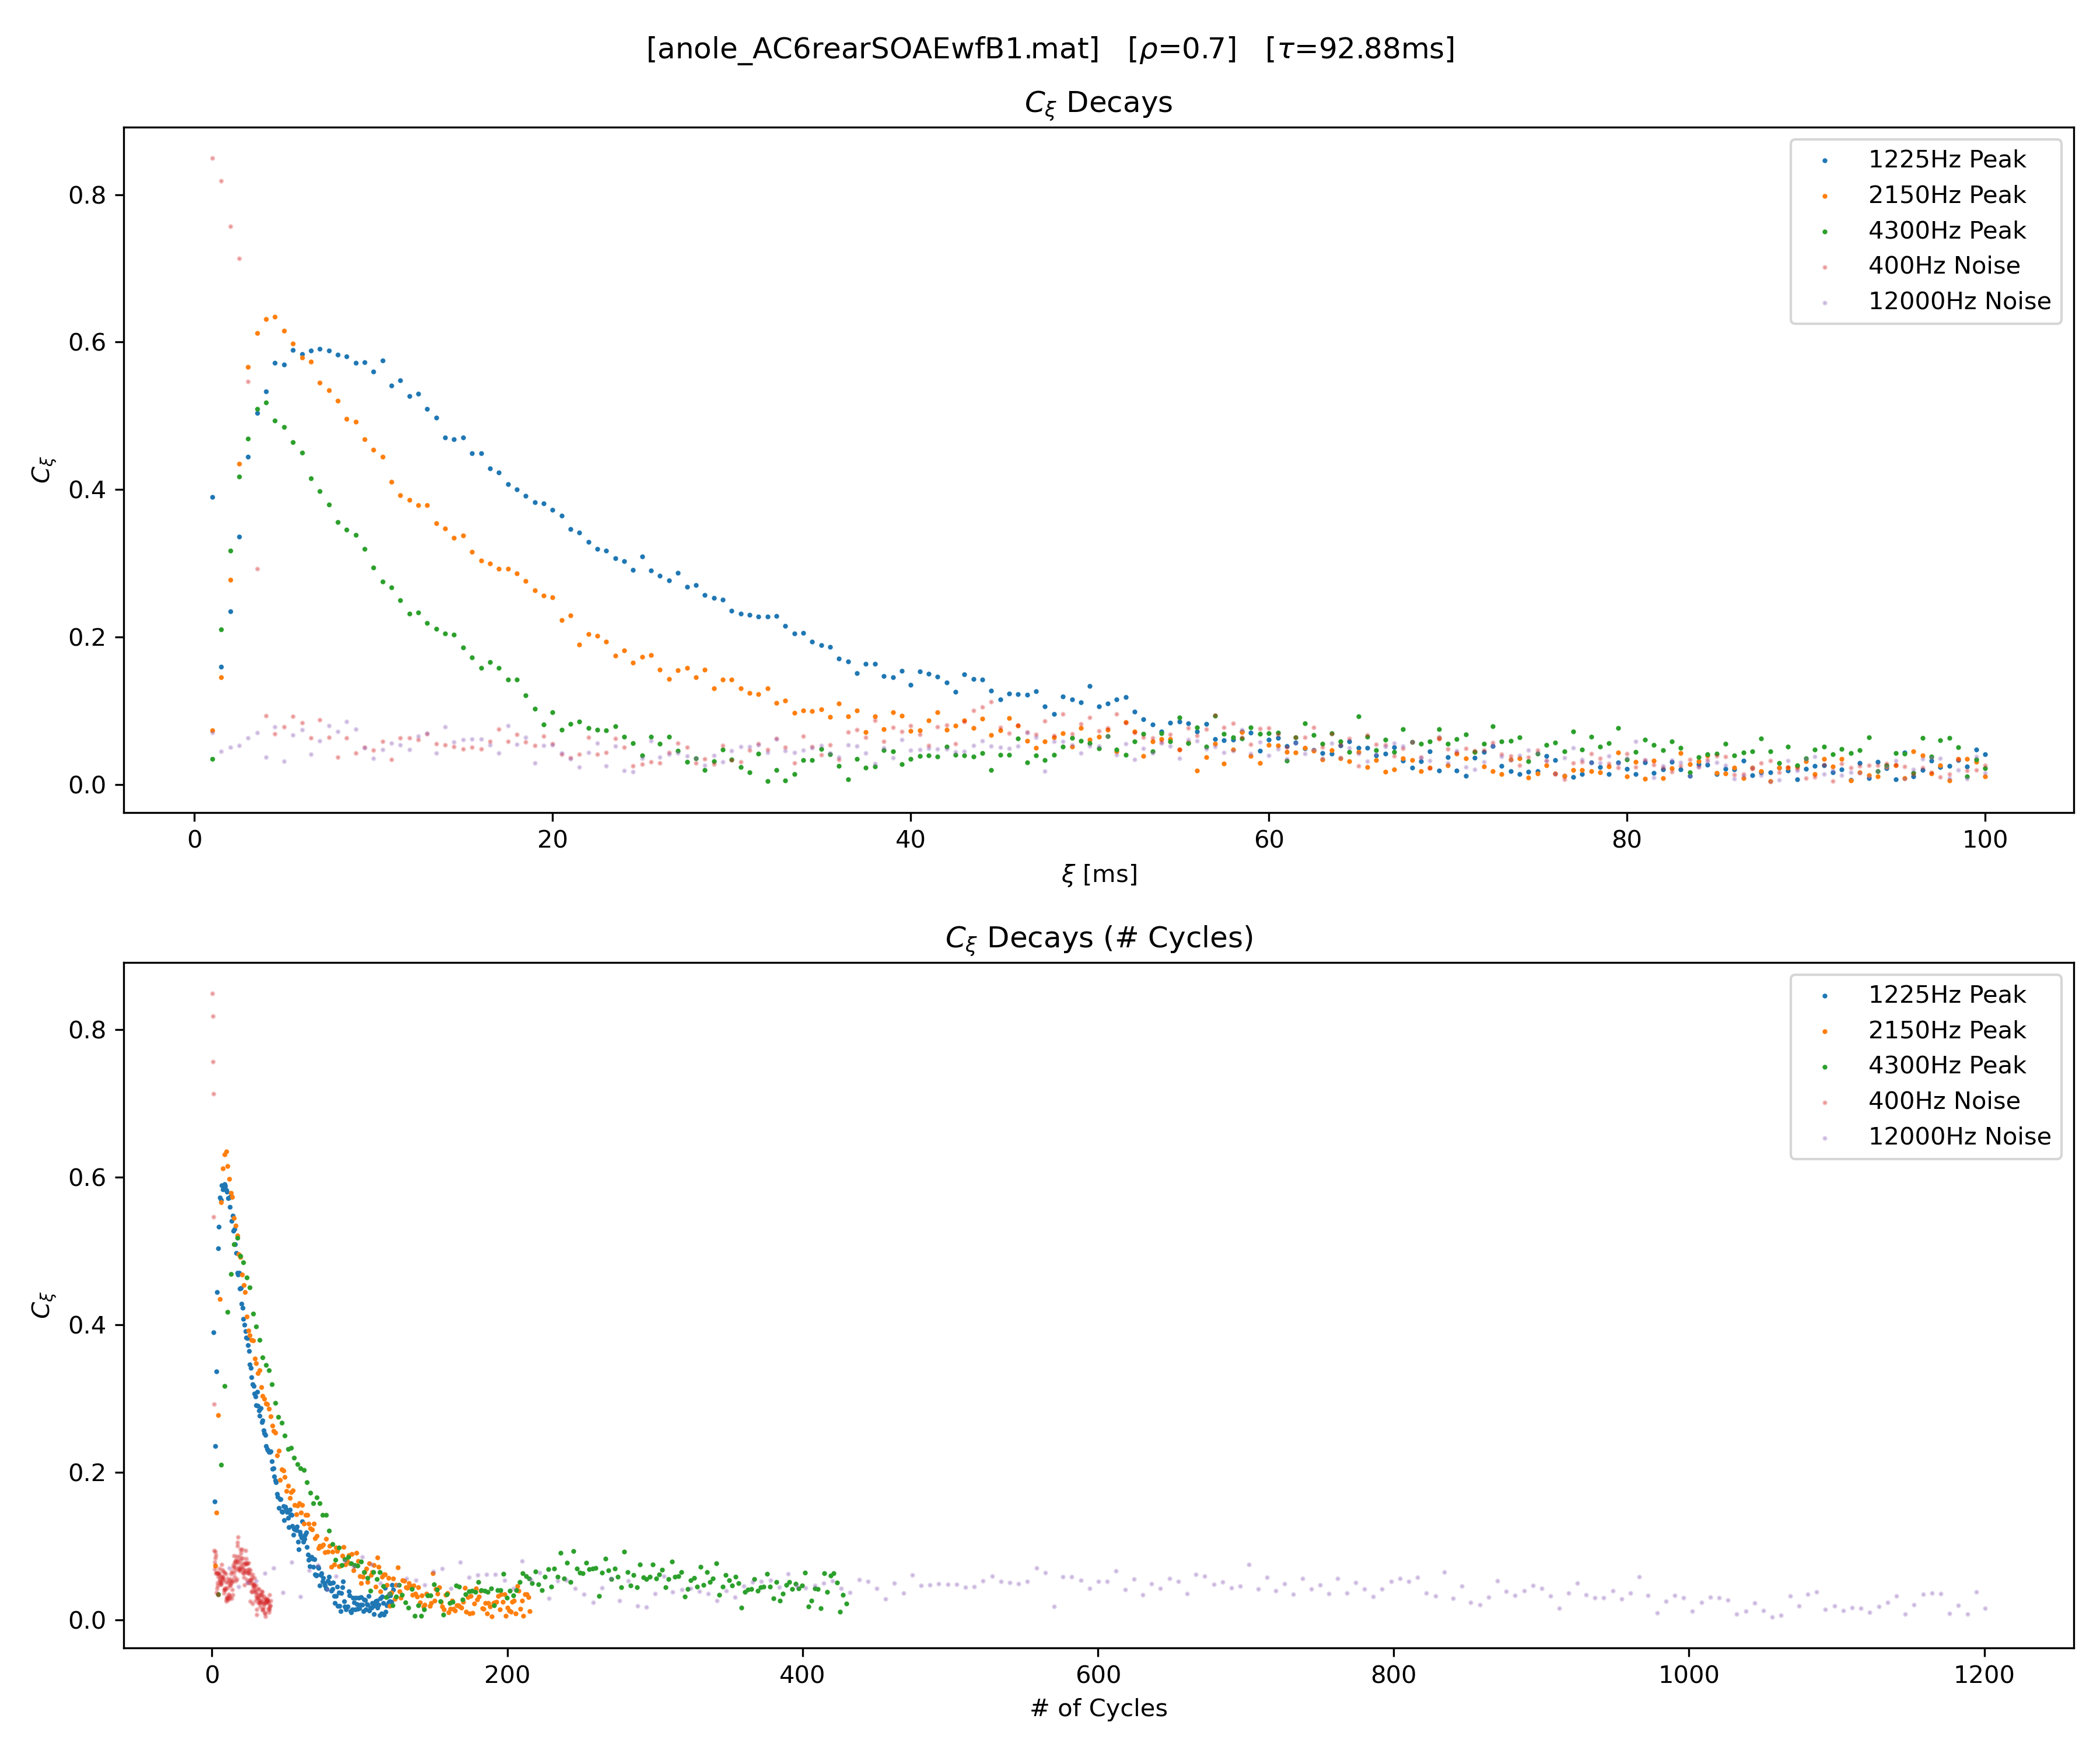 [anole_AC6rearSOAEwfB1.mat] [ρ=0.7] [τ=92.88ms]
C_ξ Decays
1225Hz Peak
2150Hz Peak
4300Hz Peak
400Hz Noise
12000Hz Noise
C_ξ
0.8
0.6
0.4
0.2
0.0
0 20 40 60 80 100
ξ [ms]
C_ξ Decays (# Cycles)
1225Hz Peak
2150Hz Peak
4300Hz Peak
400Hz Noise
12000Hz Noise
C_ξ
0.8
0.6
0.4
0.2
0.0
0 200 400 600 800 1000 1200
# of Cycles